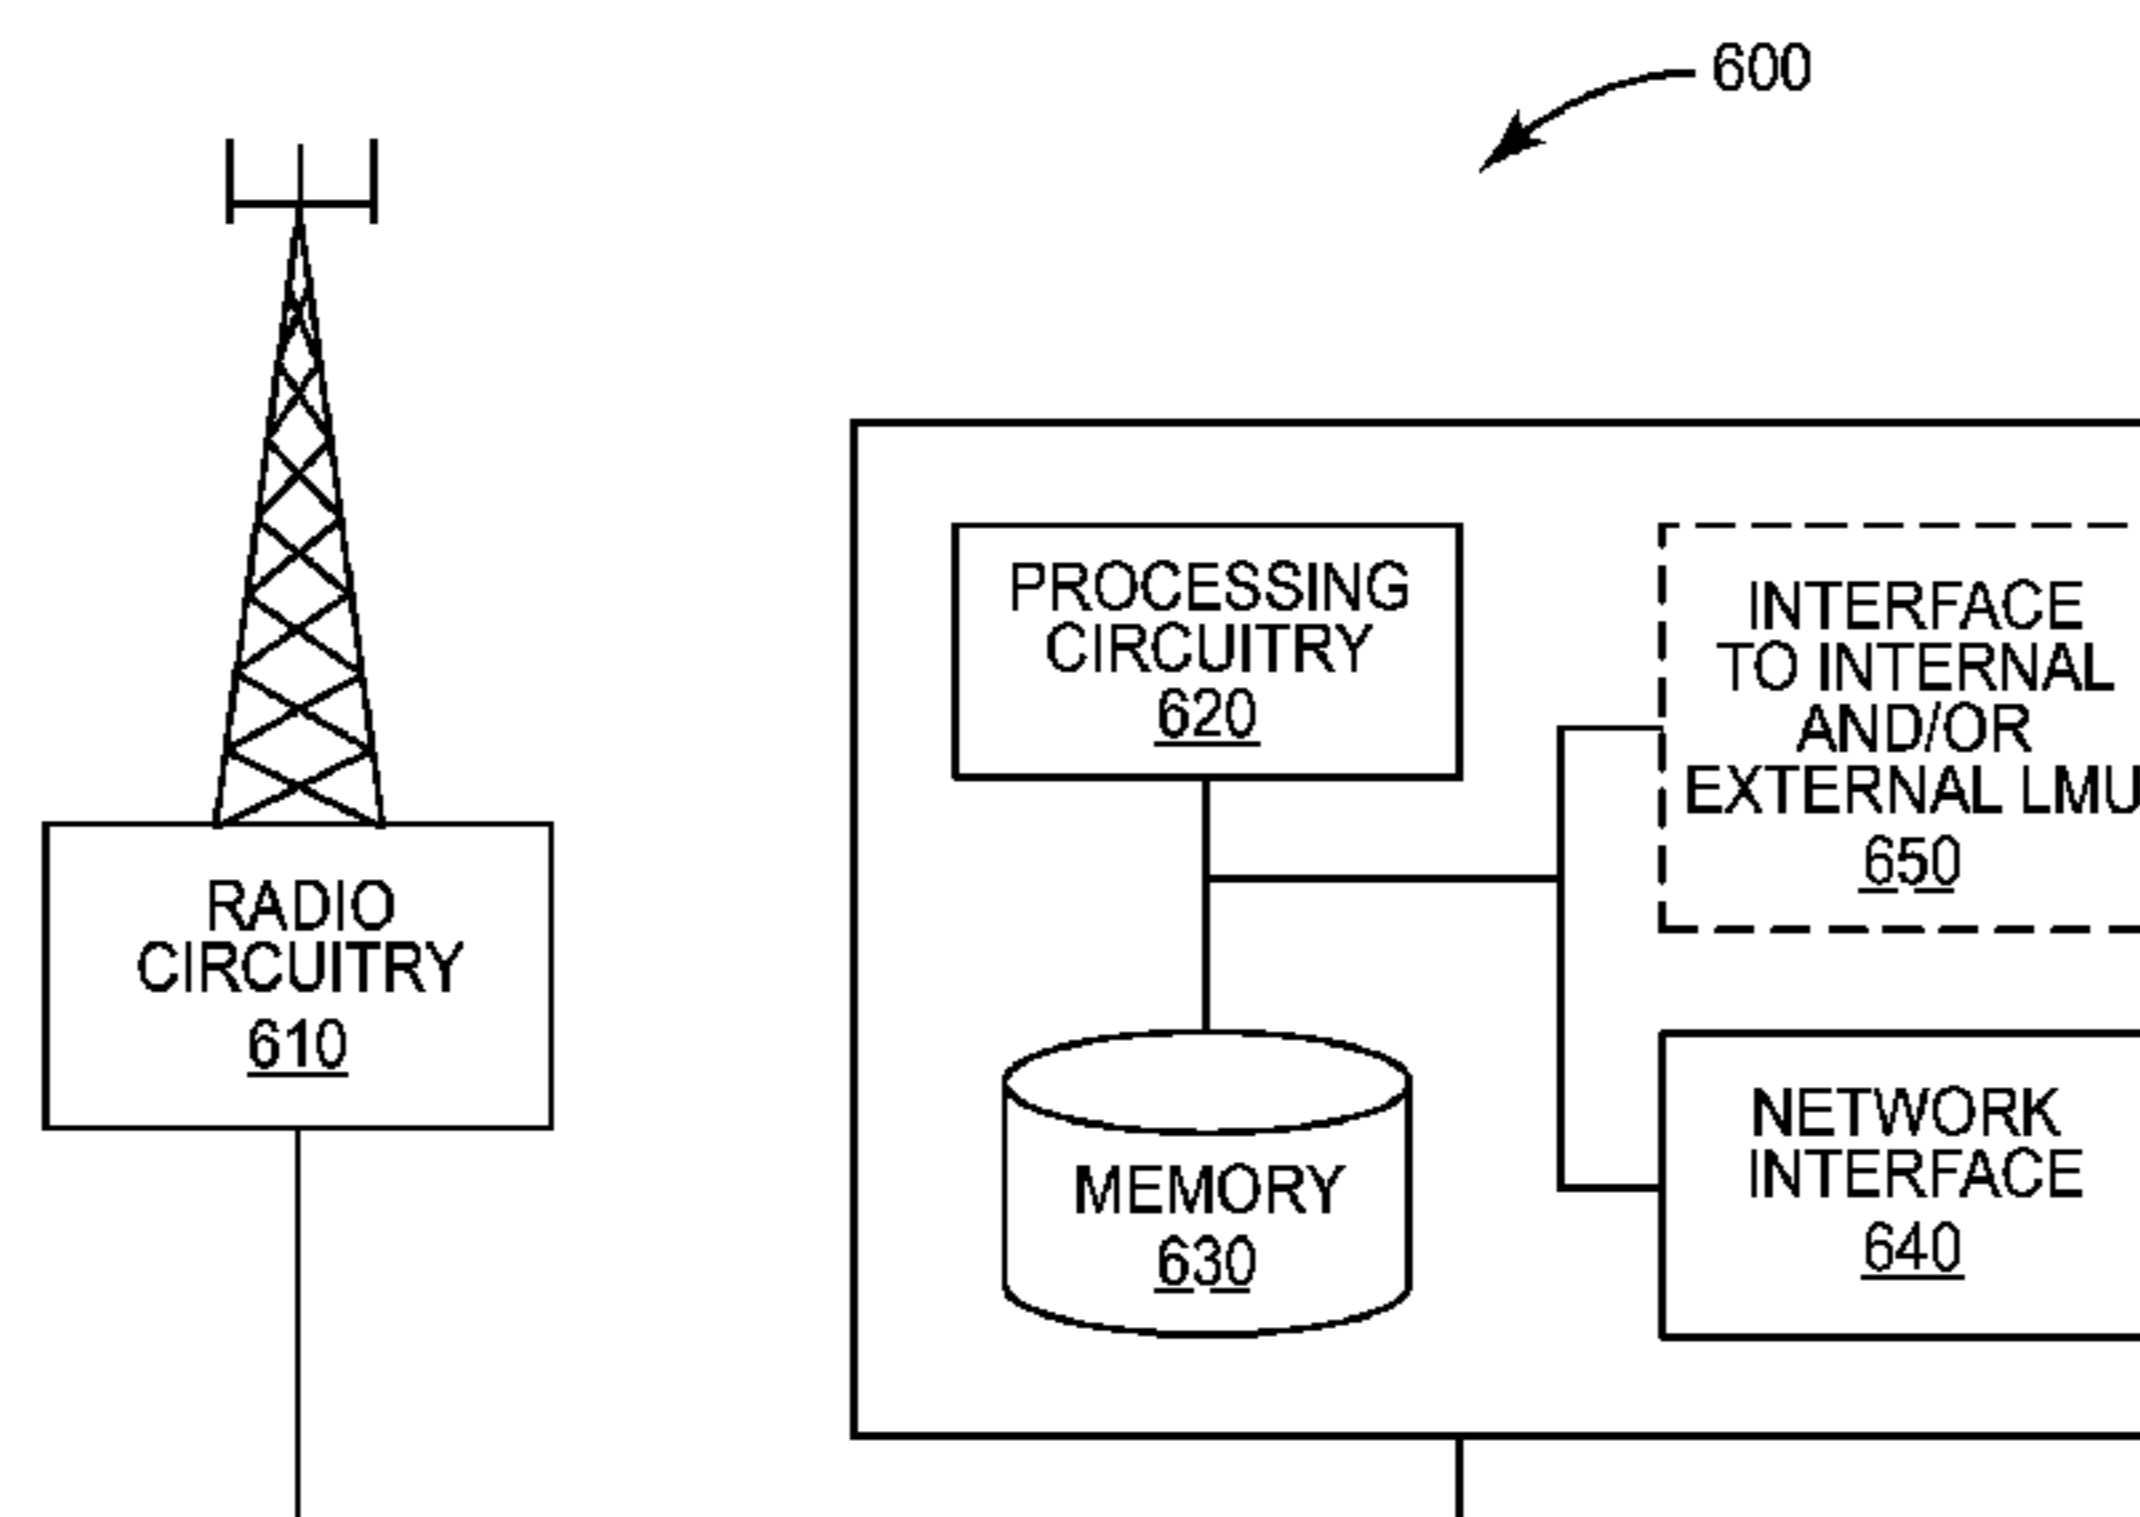 600
PROCESSING
CIRCUITRY
620
INTERFACE
TO INTERNAL
AND/OR
EXTERNAL LMU
650
RADIO
CIRCUITRY
610
MEMORY
630
NETWORK
INTERFACE
640